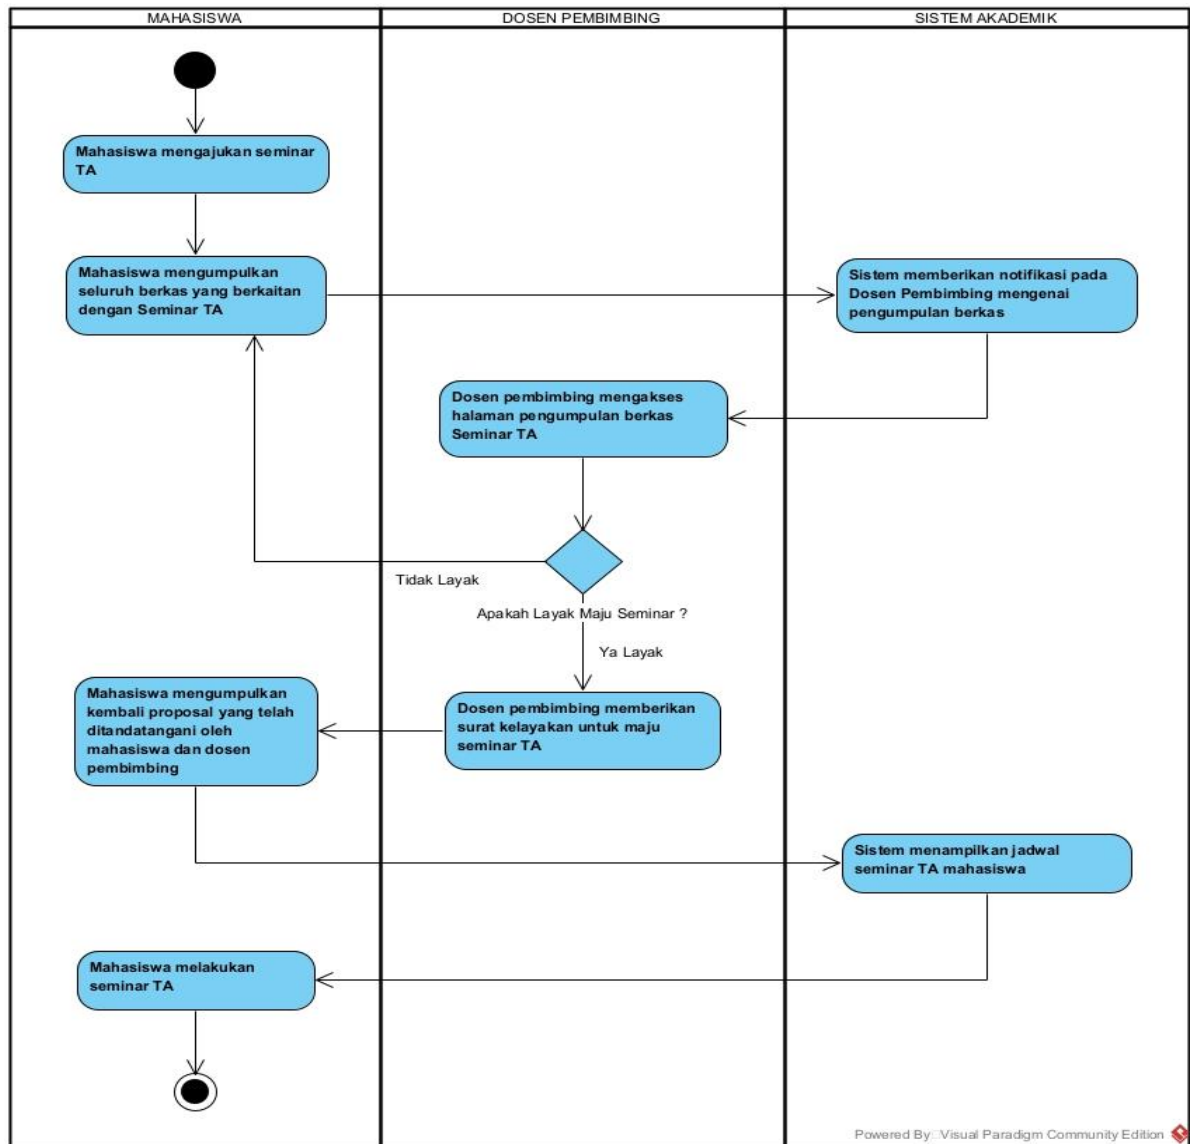 MAHASISWA
DOSEN PEMBIMBING
SISTEM AKADEMIK
Mahasiswa mengajukan seminar
TA
Mahasiswa mengumpulkan
seluruh berkas yang berkaitan
dengan Seminar TA
Sistem memberikan notifikasi pada
Dosen Pembimbing mengenai
pengumpulan berkas
Dosen pembimbing mengakses
halaman pengumpulan berkas
Seminar TA
Tidak Layak
Apakah Layak Maju Seminar ?
Ya Layak
Mahasiswa mengumpulkan
kembali proposal yang telah
ditandatangani oleh
mahasiswa dan dosen
pembimbing
Dosen pembimbing memberikan
surat kelayakan untuk maju
seminar TA
Sistem menampilkan jadwal
seminar TA mahasiswa
Mahasiswa melakukan
seminar TA
Powered By Visual Paradigm Community Edition